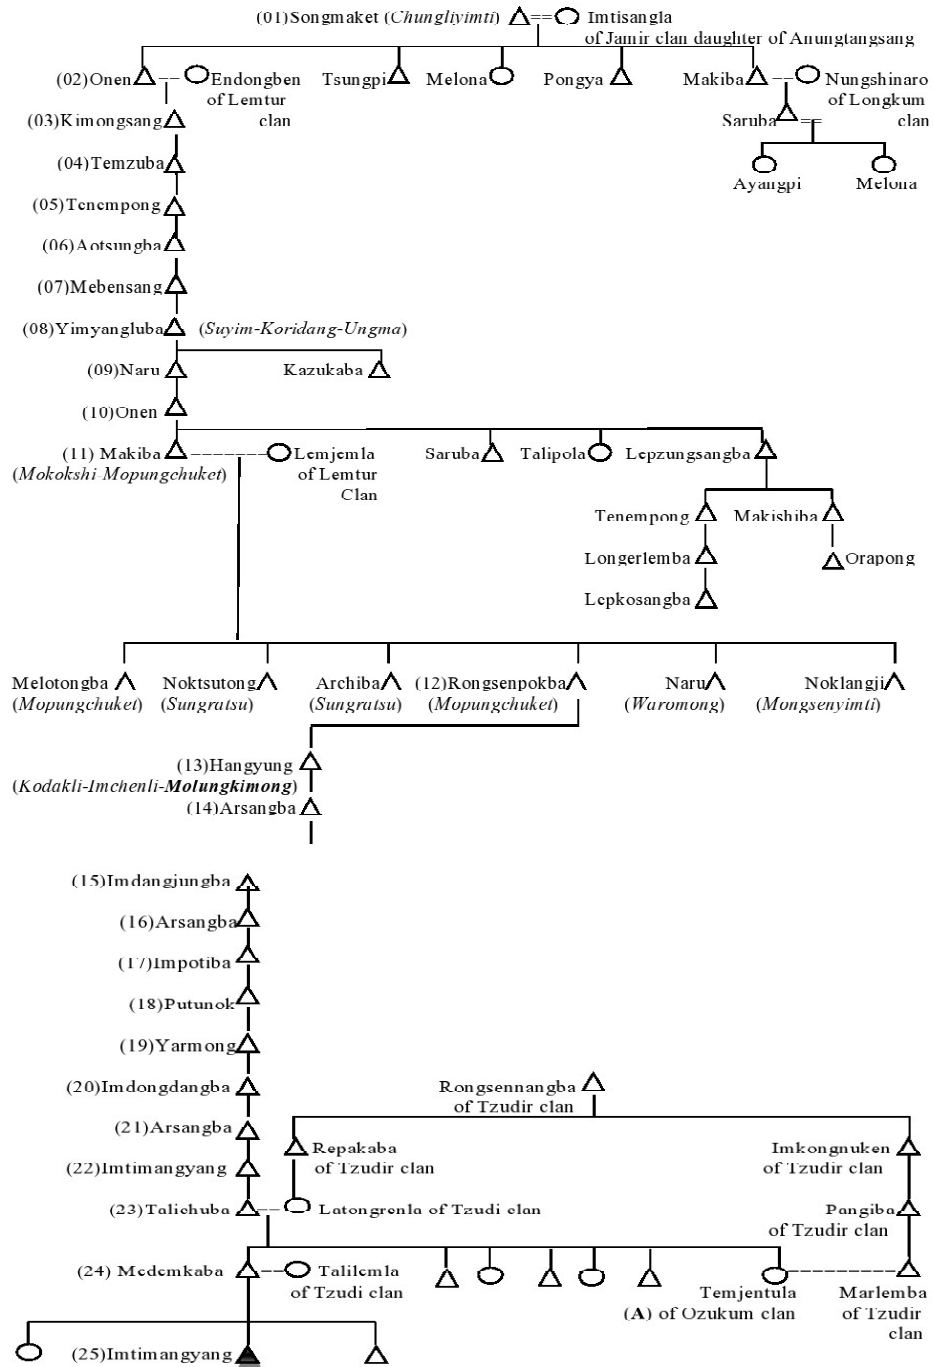 (01)Songmaket (Chungliyimti) == Imtisangla
of Jamir clan daughter of Anungtangsang
(02)Onen Endongben Tsungpi Melona Pongya Makiba Nungshinaro
of Lemtur of Longkum
clan clan
(03)Kimongsang Saruba ==
(04)Temzuba
Ayangpi Melona
(05)Tenempong
(06)Aotsungba
(07)Mebensang
(08)Yimyangluba (Suyim-Koridang-Ungma)
(09)Naru Kazukaba
(10)Onen
(11) Makiba Lemjemla Saruba Talipola Lepzungsangba
(Mokokshi-Mopungchuket) of Lemtur
Clan
Tenempong Makishiba
Longerlemba Orapong
Lepkosangba
Melotongba Noktsutong Archiba (12)Rongsenpokba Naru Noklangji
(Mopungchuket) (Sungratsu) (Sungratsu) (Mopungchuket) (Waromong) (Mongsenyimti)
(13)Hangyung
(Kodakli-Imchenli-Molungkimong)
(14)Arsangba
(15)Imdangjungba
(16)Arsangba
(17)Impotiba
(18)Putunok
(19)Yarmong
(20)Imdongdangba Rongsennangba
of Tzudir clan
(21)Arsangba
Repakaba Imkongnuken
(22)Imtimangyang of Tzudir clan of Tzudir clan
(23)Talichuba Latongrenla of Tzudi clan Pangiba
of Tzudir clan
(24) Medemkaba Talilemla
of Tzudi clan Temjentula Marlemba
(A) of Ozukum clan of Tzudir
clan
(25)Imtimangyang